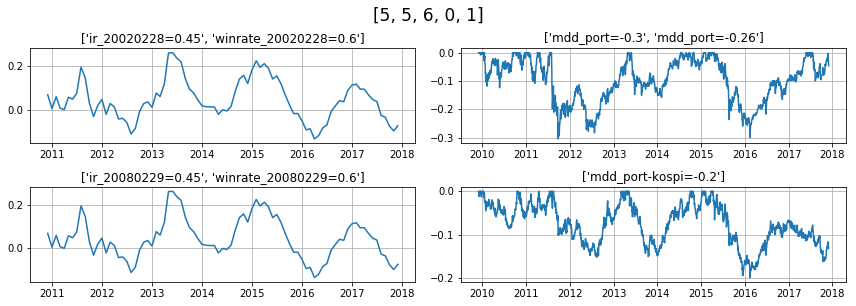 [5, 5, 6, 0, 1]
['ir_20020228=0.45', 'winrate_20020228=0.6']
0.2
0.0
2011 2012 2013 2014 2015 2016 2017 2018
['mdd_port=-0.3', 'mdd_port=-0.26']
0.0
−0.1
−0.2
−0.3
2010 2011 2012 2013 2014 2015 2016 2017 2018
['ir_20080229=0.45', 'winrate_20080229=0.6']
0.2
0.0
2011 2012 2013 2014 2015 2016 2017 2018
['mdd_port-kospi=-0.2']
0.0
−0.1
−0.2
2010 2011 2012 2013 2014 2015 2016 2017 2018